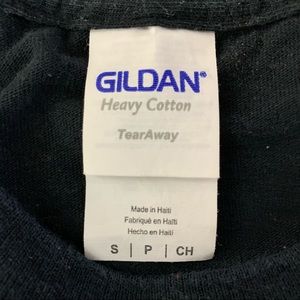 GILDAN®
Heavy Cotton
TearAway
Made in Haiti
Fabriqué en Haïti
Hecho en Haití
S | P | CH